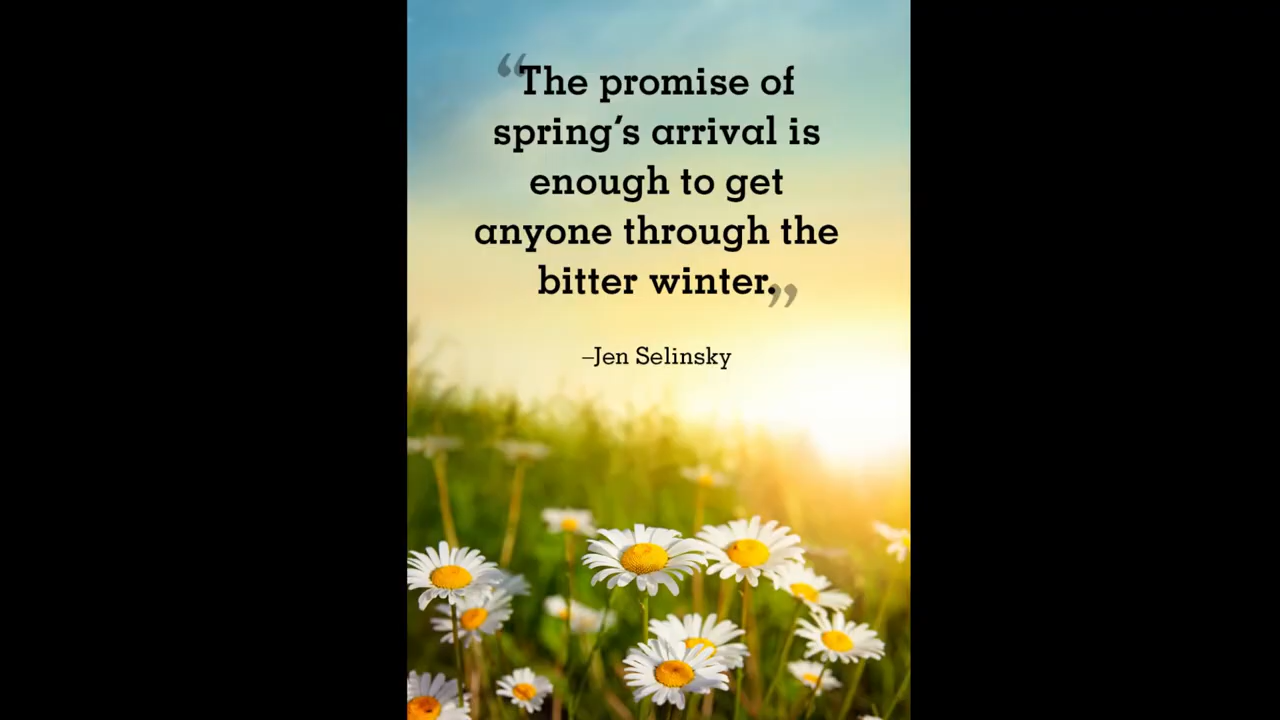 “The promise of
spring’s arrival is
enough to get
anyone through the
bitter winter.”
–Jen Selinsky